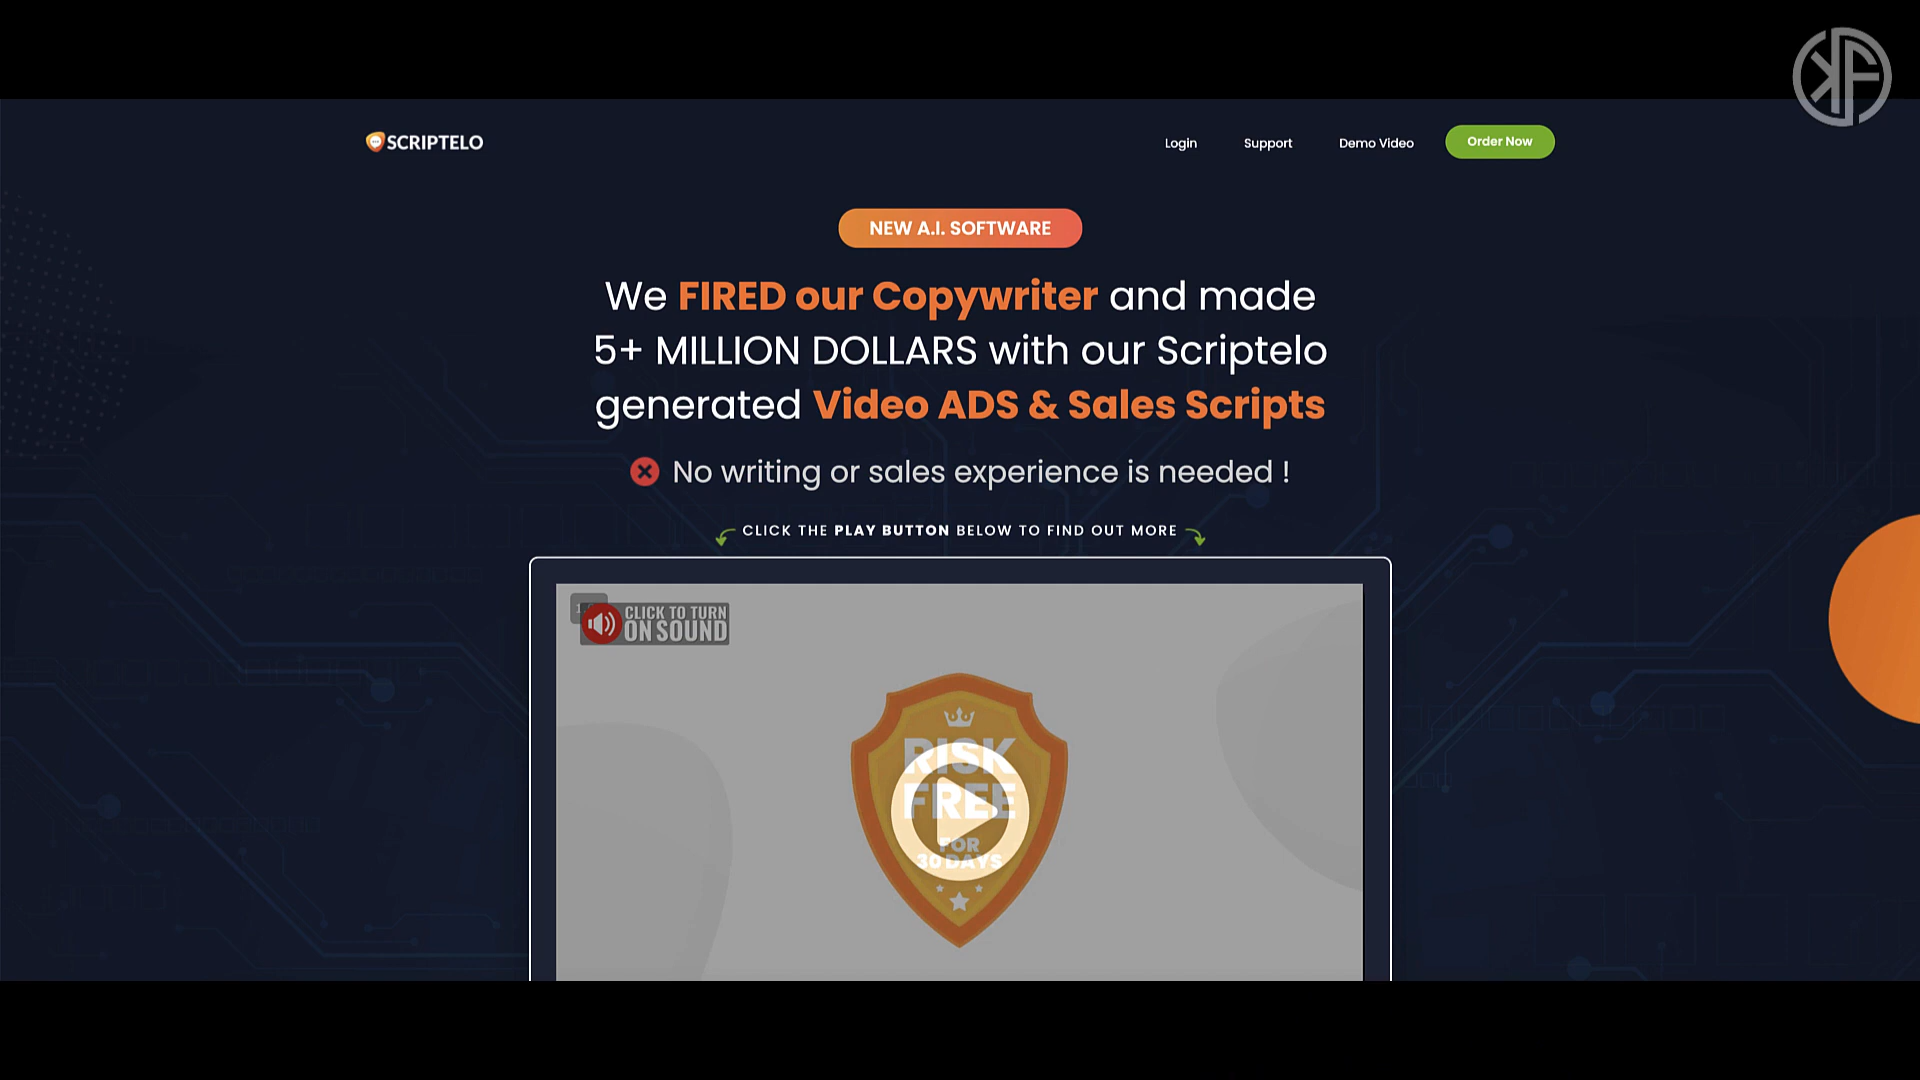 SCRIPTELO
Login Support Demo Video Order Now
NEW A.I. SOFTWARE
We FIRED our Copywriter and made
5+ MILLION DOLLARS with our Scriptelo
generated Video ADS & Sales Scripts
No writing or sales experience is needed !
CLICK THE PLAY BUTTON BELOW TO FIND OUT MORE
CLICK TO TURN
ON SOUND
RISK
FREE
FOR
30 DAYS